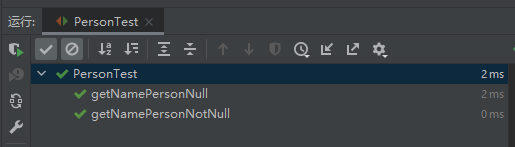 运行: PersonTest
PersonTest 2 ms
getNamePersonNull 2 ms
getNamePersonNotNull 0 ms